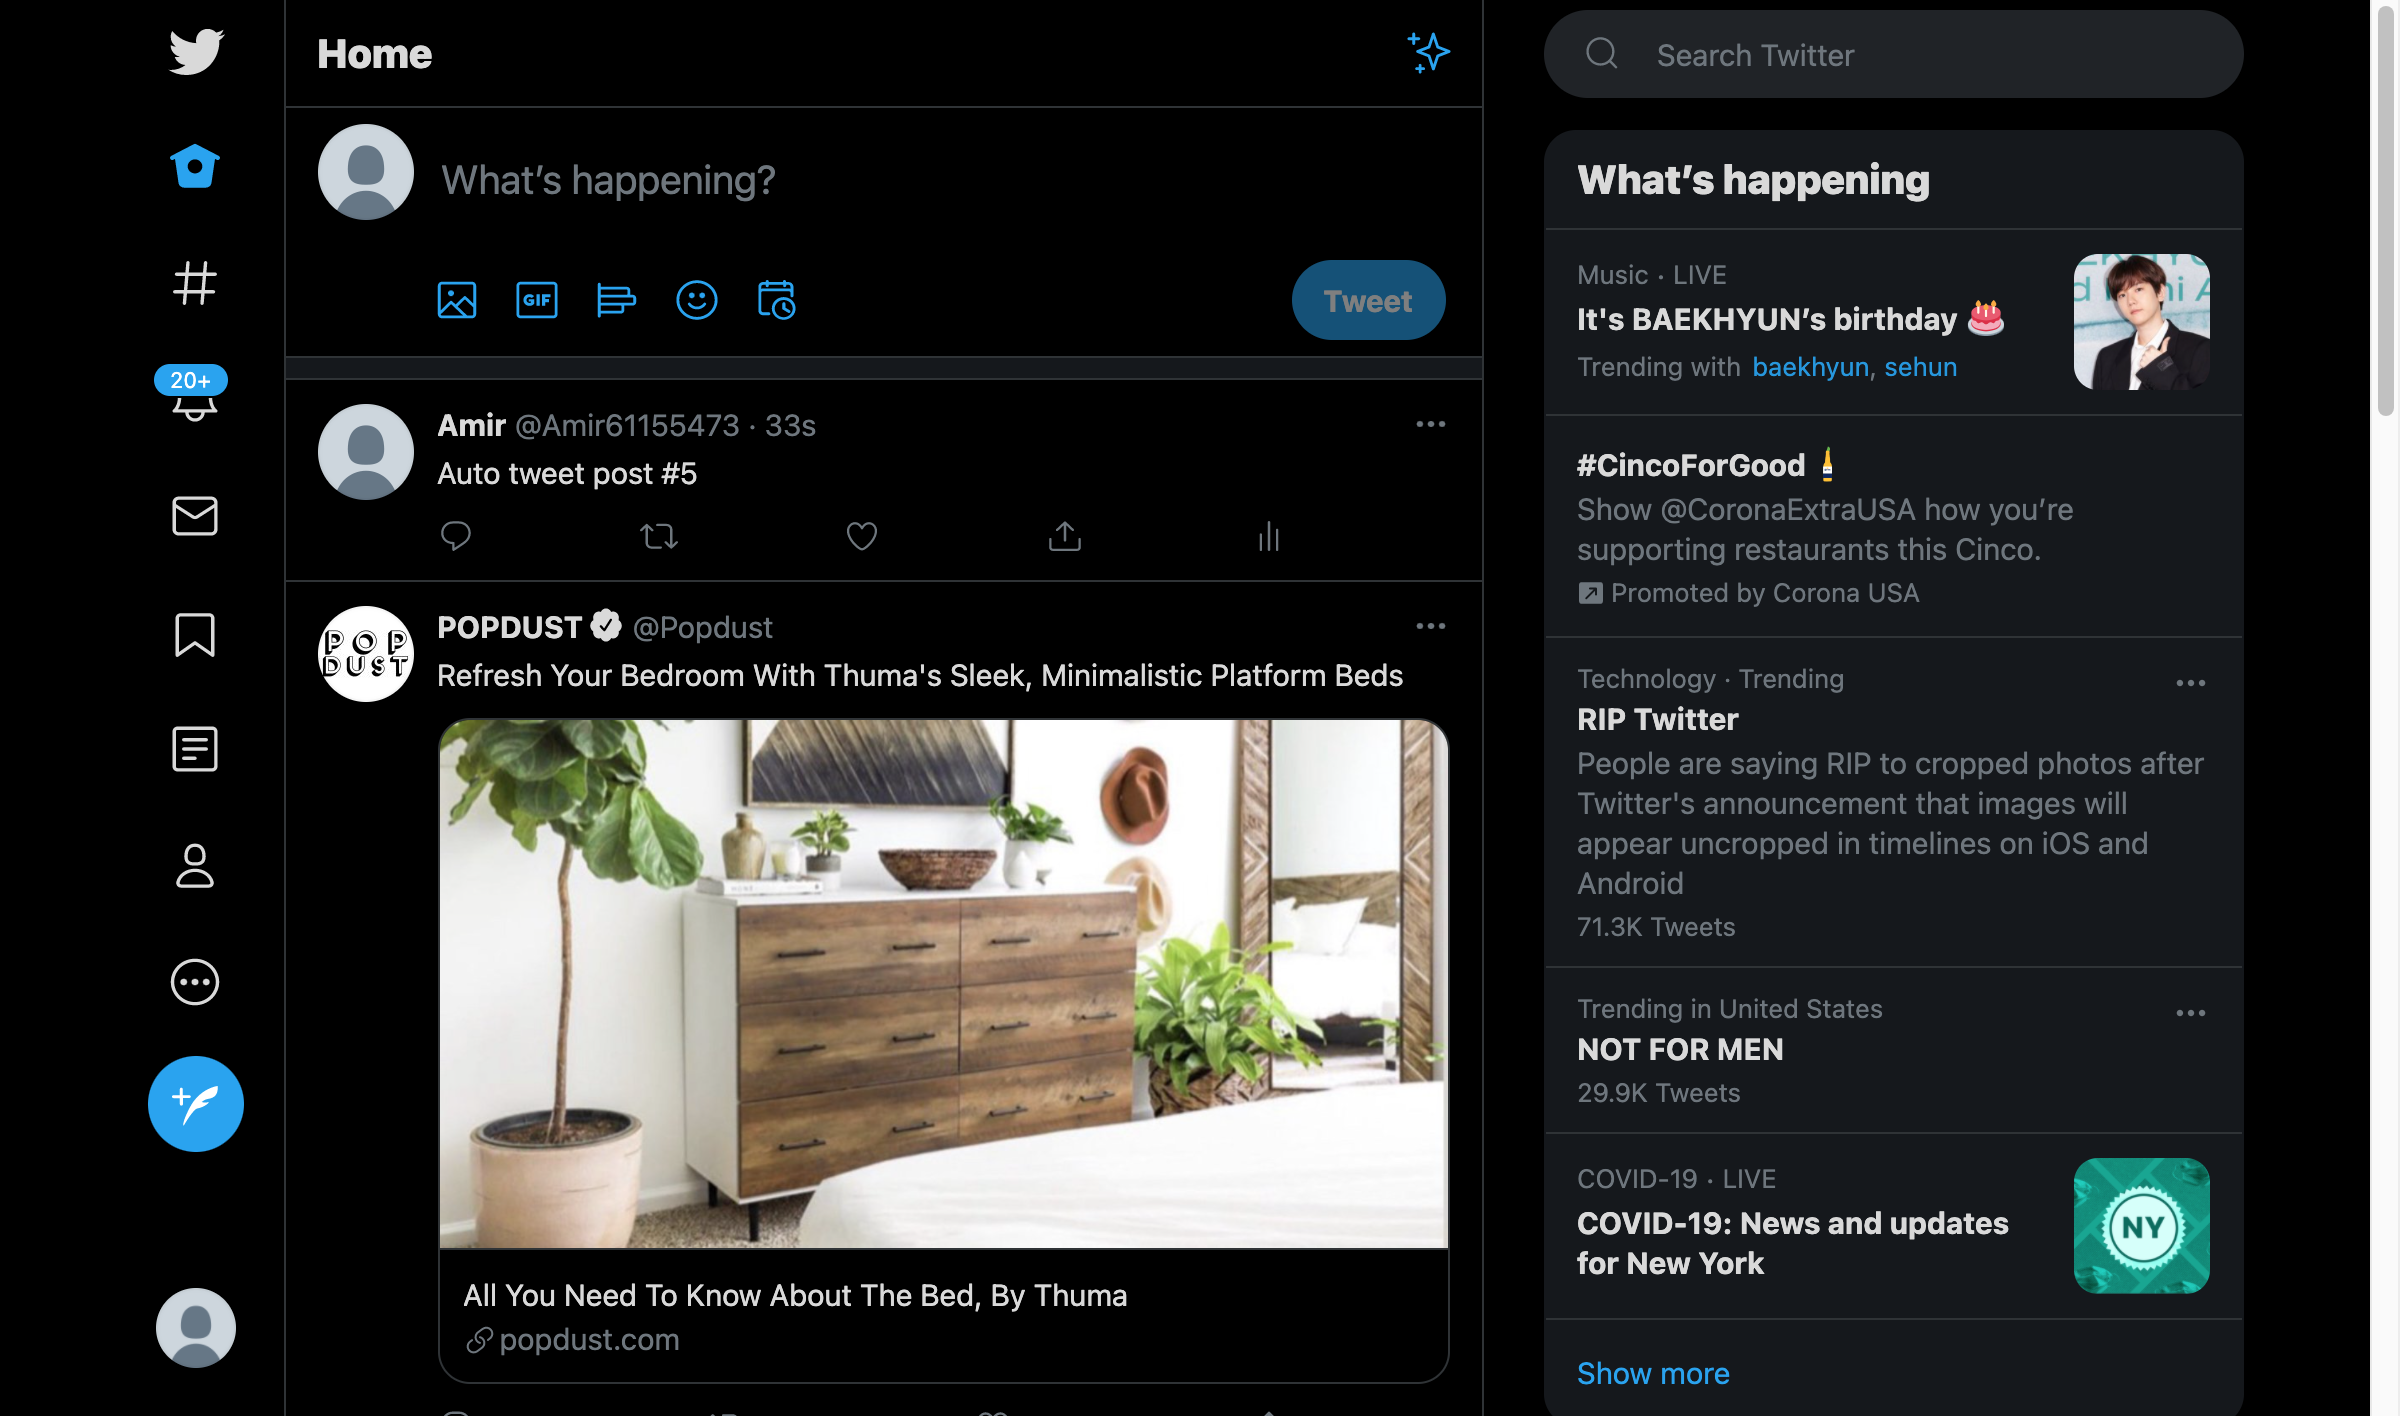 Home
What's happening?
GIF
Tweet
20+
Amir @Amir61155473 · 33s
Auto tweet post #5
POP
DUST
POPDUST @Popdust
Refresh Your Bedroom With Thuma's Sleek, Minimalistic Platform Beds
All You Need To Know About The Bed, By Thuma
popdust.com
Search Twitter
What's happening
Music · LIVE
It's BAEKHYUN's birthday 🎂
Trending with baekhyun, sehun
#CincoForGood
Show @CoronaExtraUSA how you're
supporting restaurants this Cinco.
Promoted by Corona USA
Technology · Trending
RIP Twitter
People are saying RIP to cropped photos after
Twitter's announcement that images will
appear uncropped in timelines on iOS and
Android
71.3K Tweets
Trending in United States
NOT FOR MEN
29.9K Tweets
COVID-19 · LIVE
COVID-19: News and updates
for New York
NY
Show more